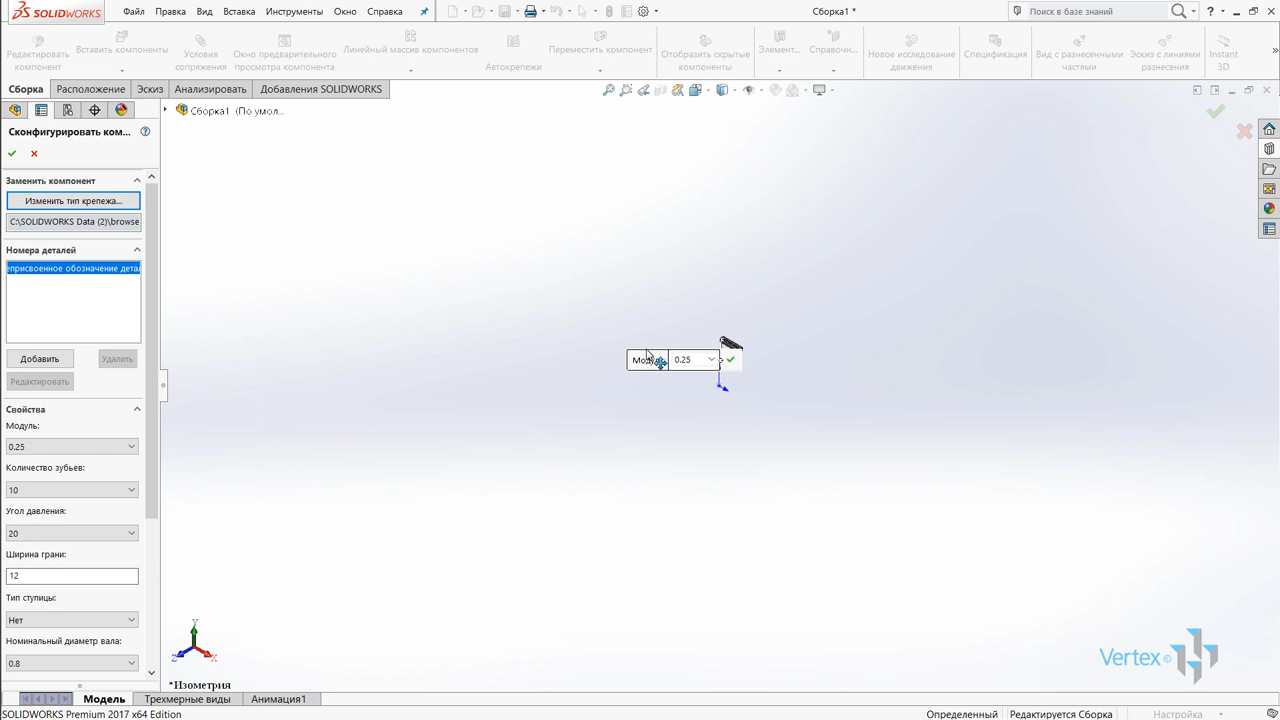 SOLIDWORKS
Файл Правка Вид Вставка Инструменты Окно Справка
Сборка1 *
Поиск в базе знаний
?
Редактировать компонент
Вставить компоненты
Условия сопряжения
Окно предварительного просмотра компонента
Линейный массив компонентов
Автокрепежи
Переместить компонент
Отобразить скрытые компоненты
Элемент...
Справочн...
Новое исследование движения
Спецификация
Вид с разнесенными частями
Эскиз с линиями разнесения
Instant 3D
Сборка Расположение Эскиз Анализировать Добавления SOLIDWORKS
Сборка1 (По умол...
Сконфигурировать ком...
Заменить компонент
Изменить тип крепежа...
C:\SOLIDWORKS Data (2)\browse
Номера деталей
еприсвоенное обозначение детал
Добавить Удалить
Редактировать
Свойства
Модуль:
0.25
Количество зубьев:
10
Угол давления:
20
Ширина грани:
12
Тип ступицы:
Нет
Номинальный диаметр вала:
0.8
0.25
Y
Z X
*Изометрия
Vertex ©
Модель Трехмерные виды Анимация1
SOLIDWORKS Premium 2017 x64 Edition
Определенный Редактируется Сборка Настройка